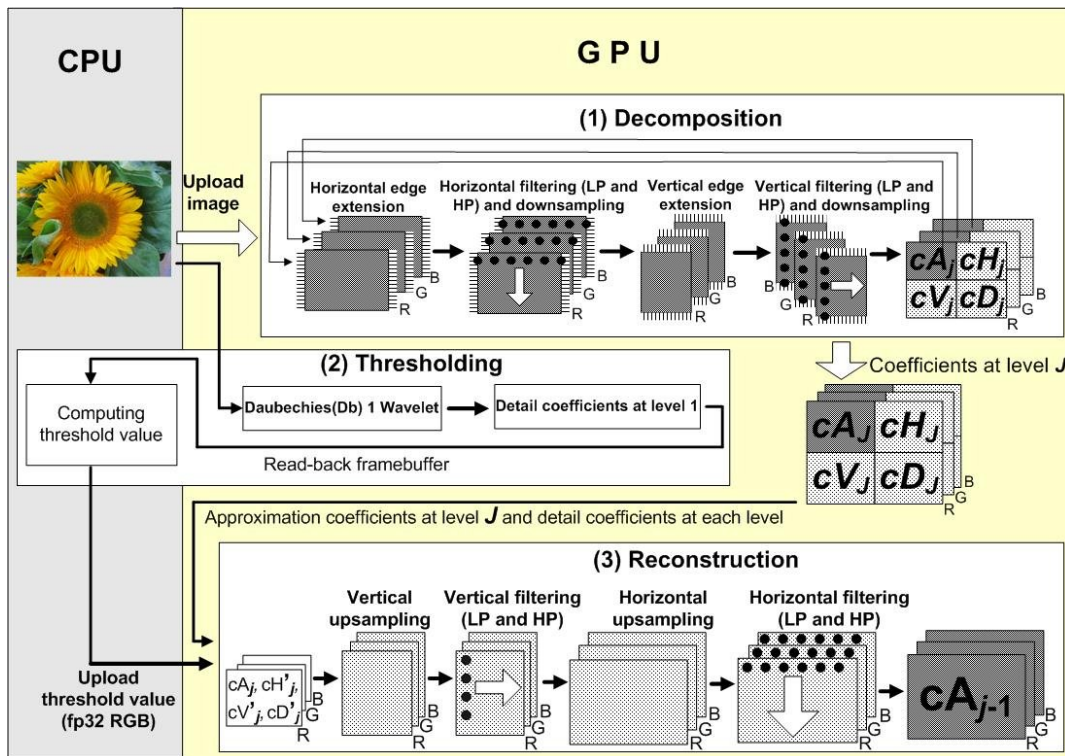 CPU
G P U
(1) Decomposition
Upload
image
Horizontal edge
extension
Horizontal filtering (LP and
HP) and downsampling
Vertical edge
extension
Vertical filtering (LP and
HP) and downsampling
B
G
R
B
G
R
B
G
R
B
G
R
cAj cHj
cVj cDj
B
G
R
Coefficients at level J
cAJ cHJ
cVJ cDJ
B
G
R
(2) Thresholding
Computing
threshold value
Daubechies(Db) 1 Wavelet
Detail coefficients at level 1
Read-back framebuffer
Approximation coefficients at level J and detail coefficients at each level
(3) Reconstruction
Upload
threshold value
(fp32 RGB)
Vertical
upsampling
Vertical filtering
(LP and HP)
Horizontal
upsampling
Horizontal filtering
(LP and HP)
cAj, cH'j,
cV'j, cD'j
B
G
R
B
G
R
B
G
R
B
G
R
B
G
R
cAj-1
B
G
R